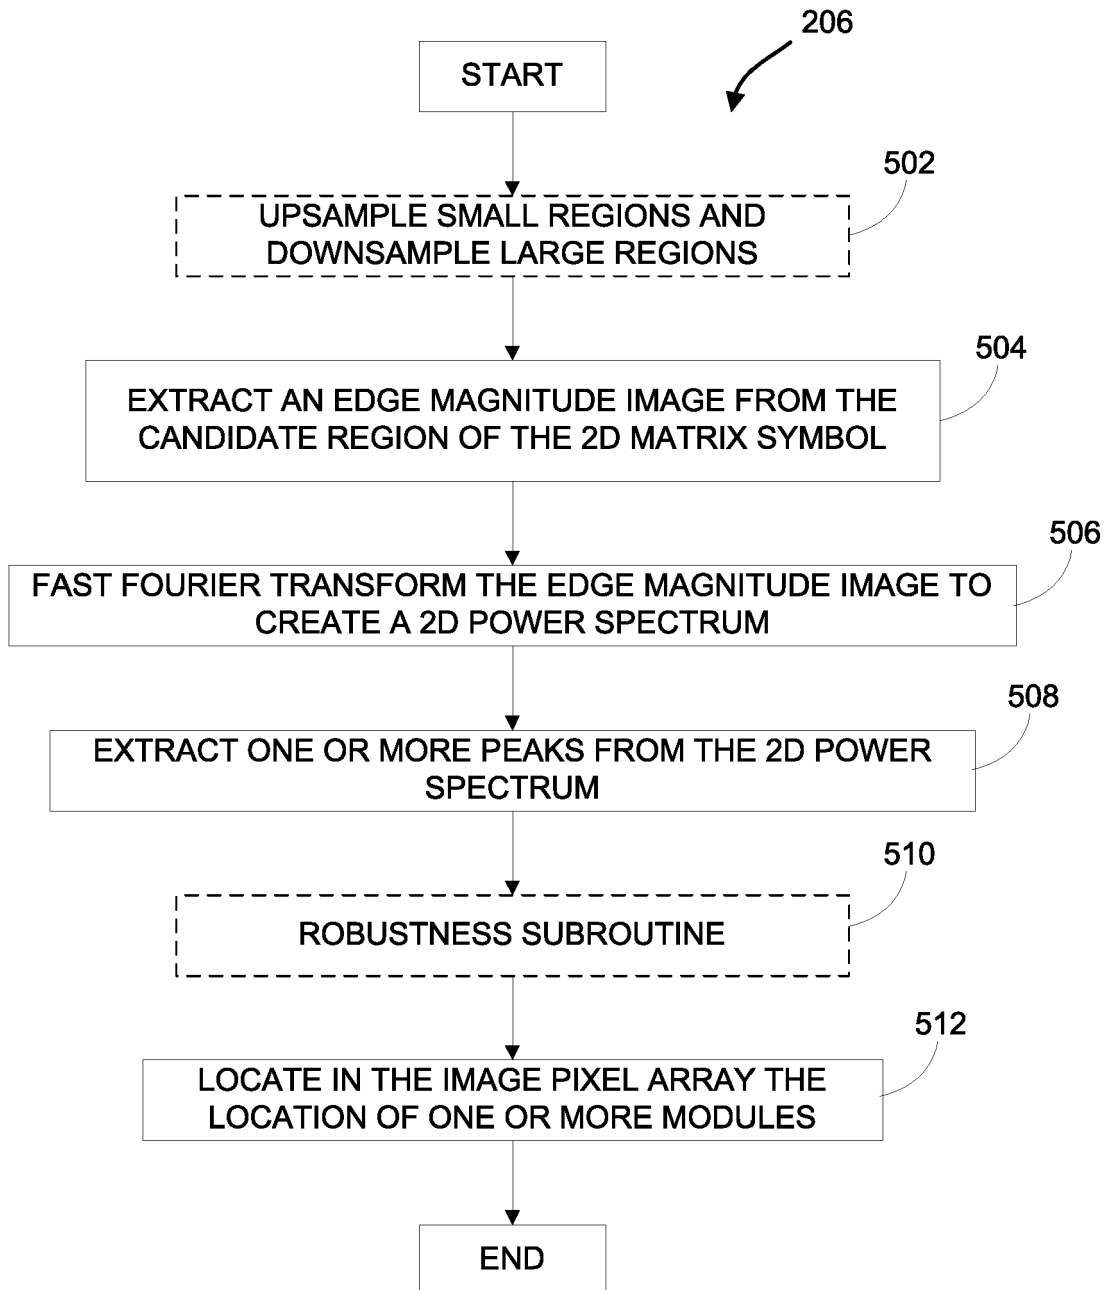 206
START
502
UPSAMPLE SMALL REGIONS AND
DOWNSAMPLE LARGE REGIONS
504
EXTRACT AN EDGE MAGNITUDE IMAGE FROM THE
CANDIDATE REGION OF THE 2D MATRIX SYMBOL
506
FAST FOURIER TRANSFORM THE EDGE MAGNITUDE IMAGE TO
CREATE A 2D POWER SPECTRUM
508
EXTRACT ONE OR MORE PEAKS FROM THE 2D POWER
SPECTRUM
510
ROBUSTNESS SUBROUTINE
512
LOCATE IN THE IMAGE PIXEL ARRAY THE
LOCATION OF ONE OR MORE MODULES
END